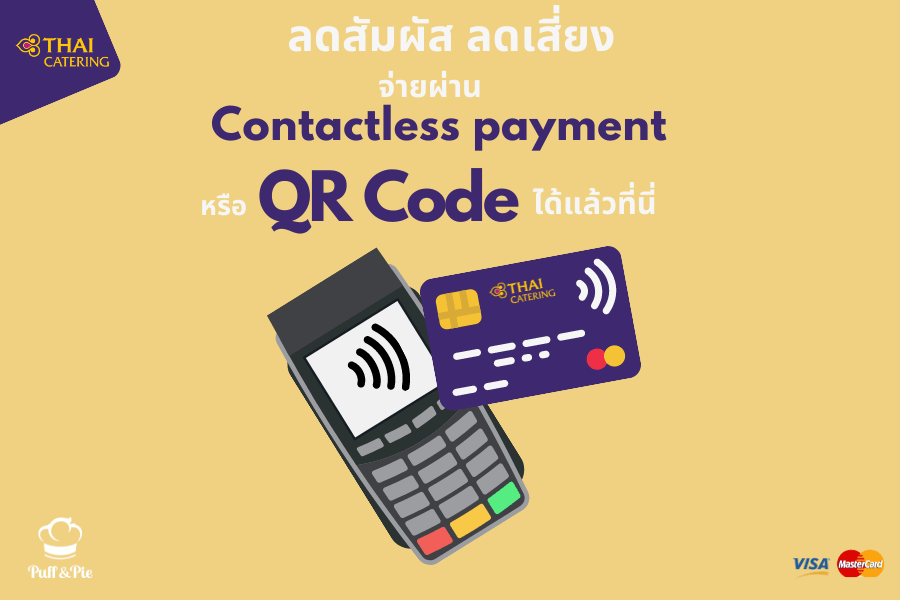 THAI
CATERING
ลดสัมผัส ลดเสี่ยง
จ่ายผ่าน
Contactless payment
หรือ QR Code ได้แล้วที่นี่
THAI
CATERING
Puff & Pie
VISA MasterCard